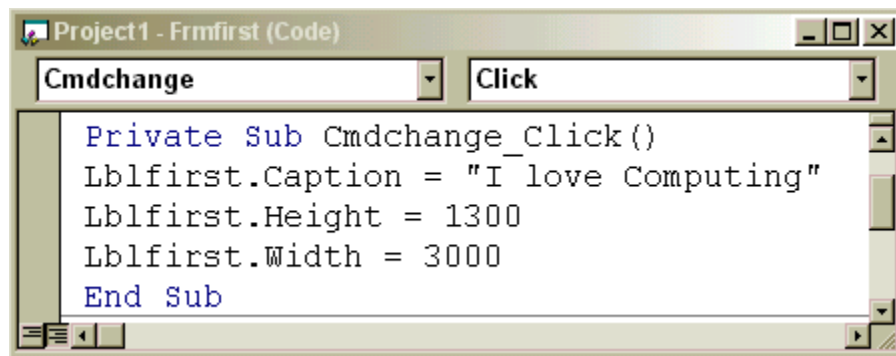 Project1 - Frmfirst (Code)
Cmdchange Click
Private Sub Cmdchange_Click()
Lblfirst.Caption = "I love Computing"
Lblfirst.Height = 1300
Lblfirst.Width = 3000
End Sub